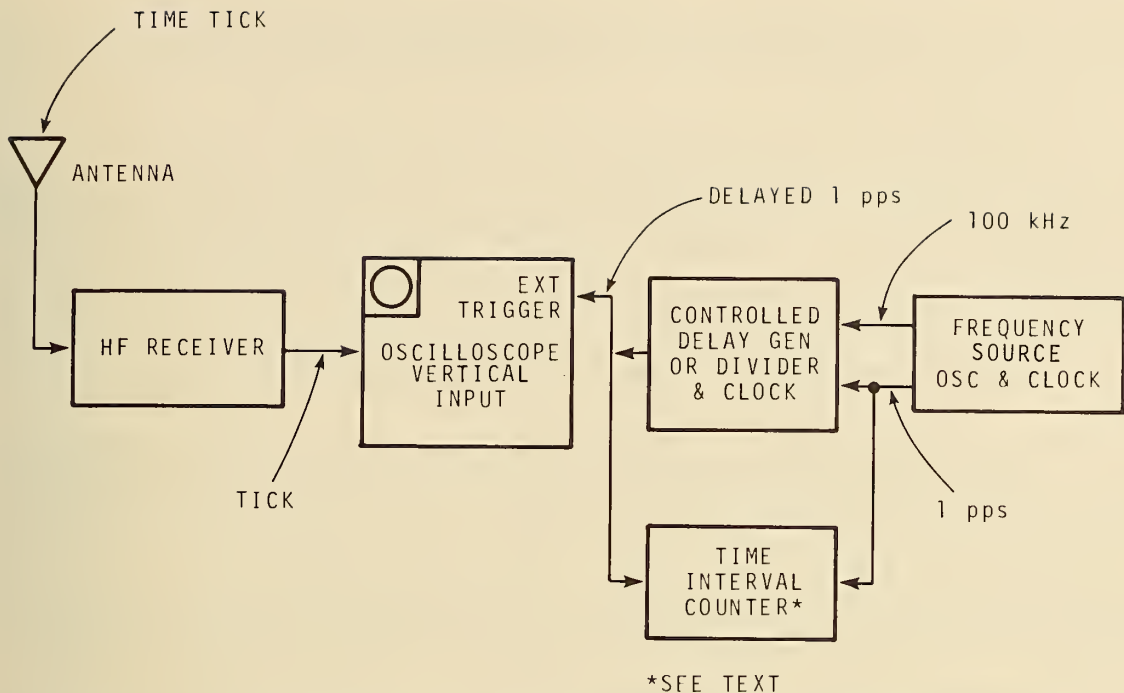 TIME TICK
ANTENNA
HF RECEIVER
TICK
EXT
TRIGGER
OSCILLOSCOPE
VERTICAL
INPUT
DELAYED 1 pps
100 kHz
CONTROLLED
DELAY GEN
OR DIVIDER
& CLOCK
FREQUENCY
SOURCE
OSC & CLOCK
1 pps
TIME
INTERVAL
COUNTER*
*SEE TEXT